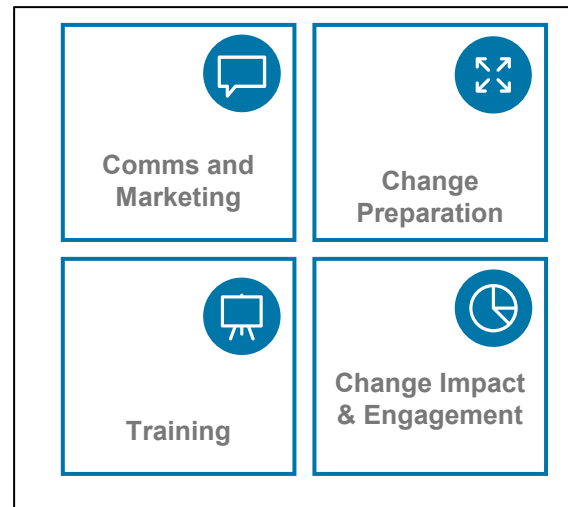 Comms and
Marketing
Change
Preparation
Training
Change Impact
& Engagement